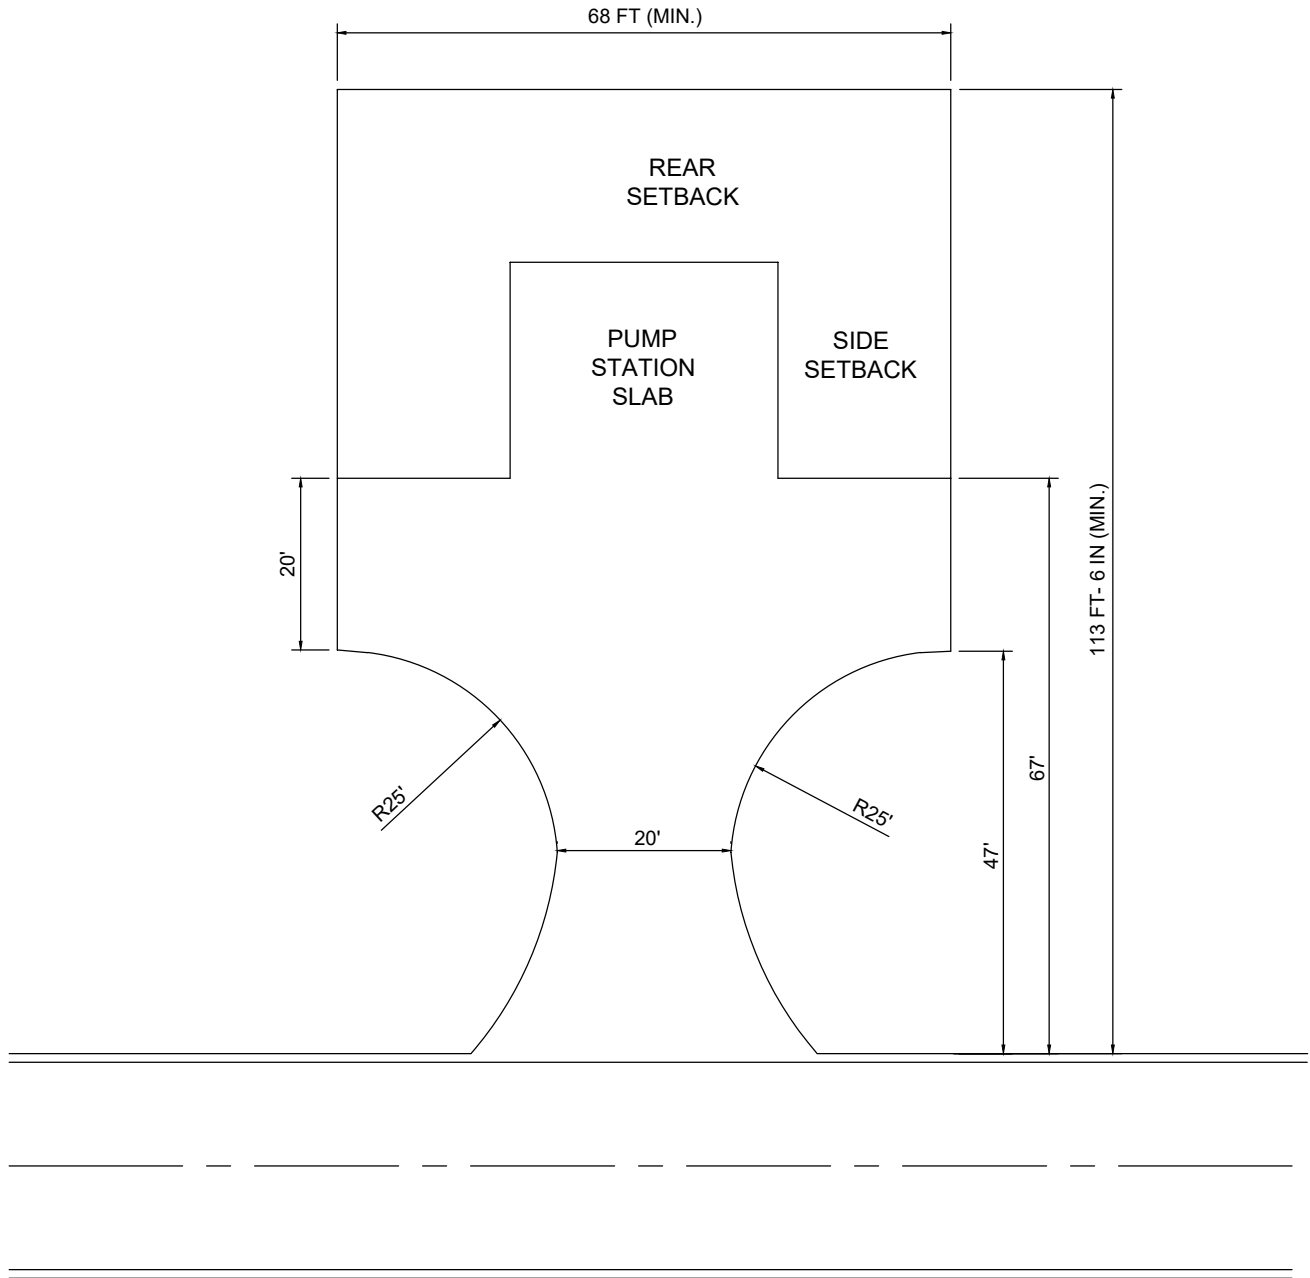 68 FT (MIN.)
REAR
SETBACK
PUMP
STATION
SLAB
SIDE
SETBACK
20'
113 FT- 6 IN (MIN.)
67'
R25'
R25'
20'
47'